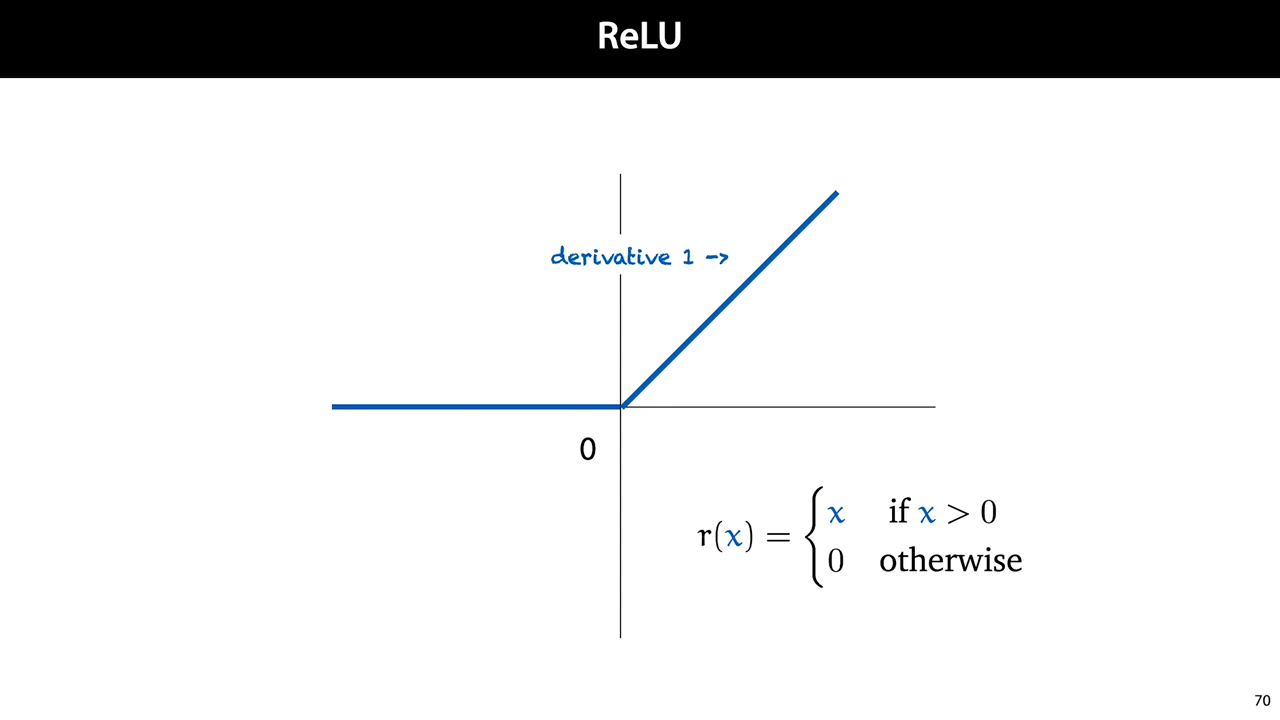 ReLU
derivative 1 ->
0
r(x) = { x if x > 0
0 otherwise
70